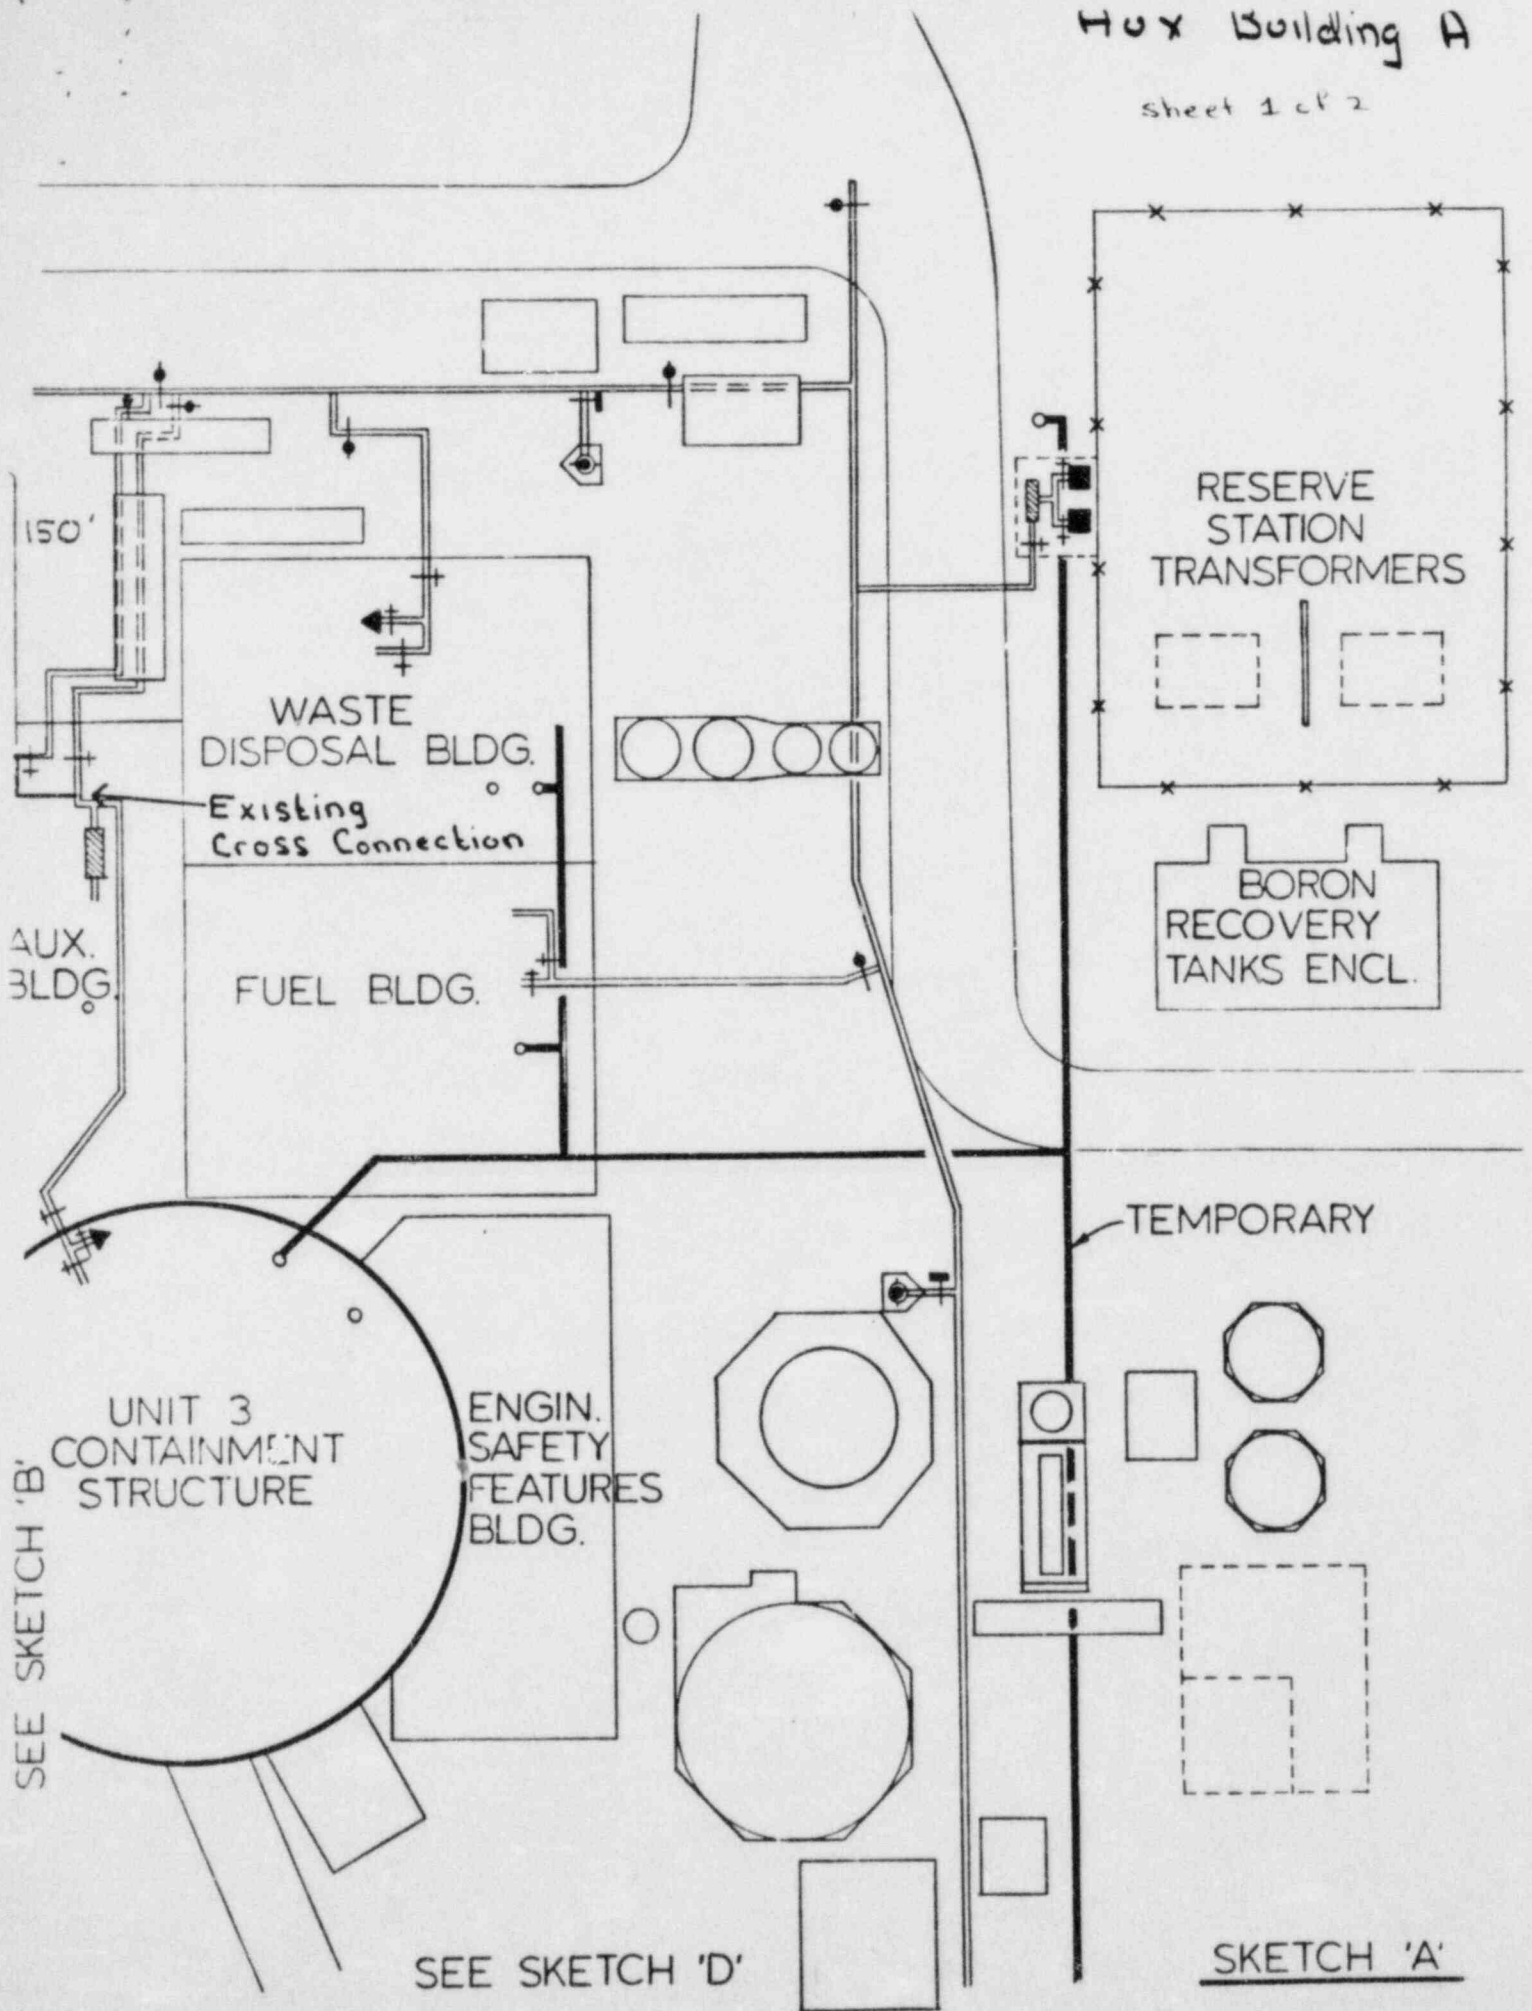 Aux Building A
sheet 1 of 2
RESERVE
STATION
TRANSFORMERS
150'
WASTE
DISPOSAL BLDG.
Existing
Cross Connection
BORON
RECOVERY
TANKS ENCL.
AUX.
BLDG.
FUEL BLDG.
TEMPORARY
UNIT 3
CONTAINMENT
STRUCTURE
ENGIN.
SAFETY
FEATURES
BLDG.
SEE SKETCH 'B'
SEE SKETCH 'D'
SKETCH 'A'